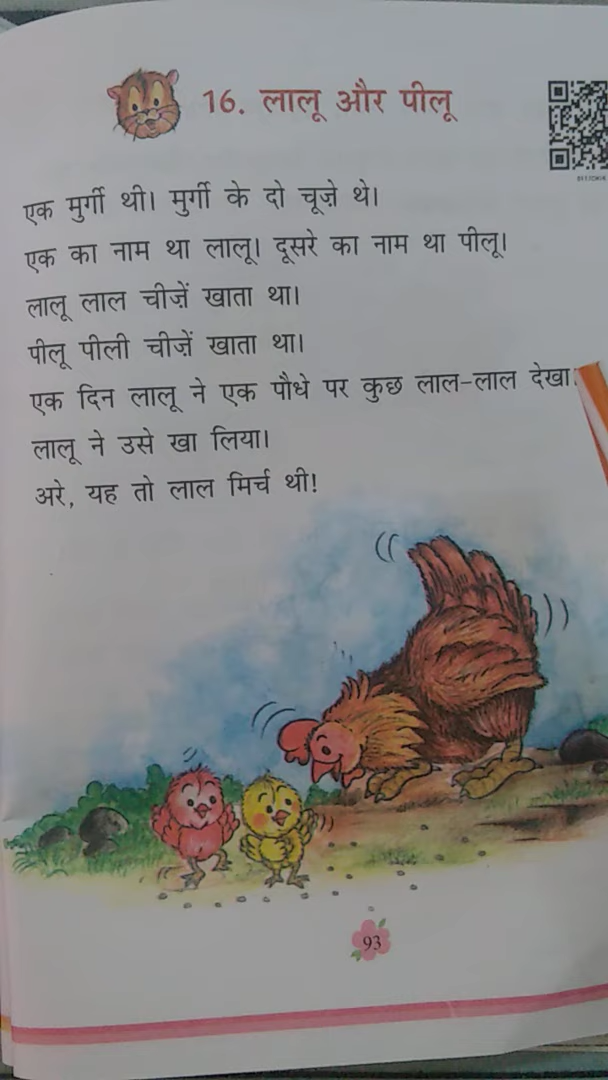 16. लालू और पीलू
एक मुर्गी थी। मुर्गी के दो चूज़े थे।
एक का नाम था लालू। दूसरे का नाम था पीलू।
लालू लाल चीज़ें खाता था।
पीलू पीली चीज़ें खाता था।
एक दिन लालू ने एक पौधे पर कुछ लाल-लाल देखा।
लालू ने उसे खा लिया।
अरे, यह तो लाल मिर्च थी!
93